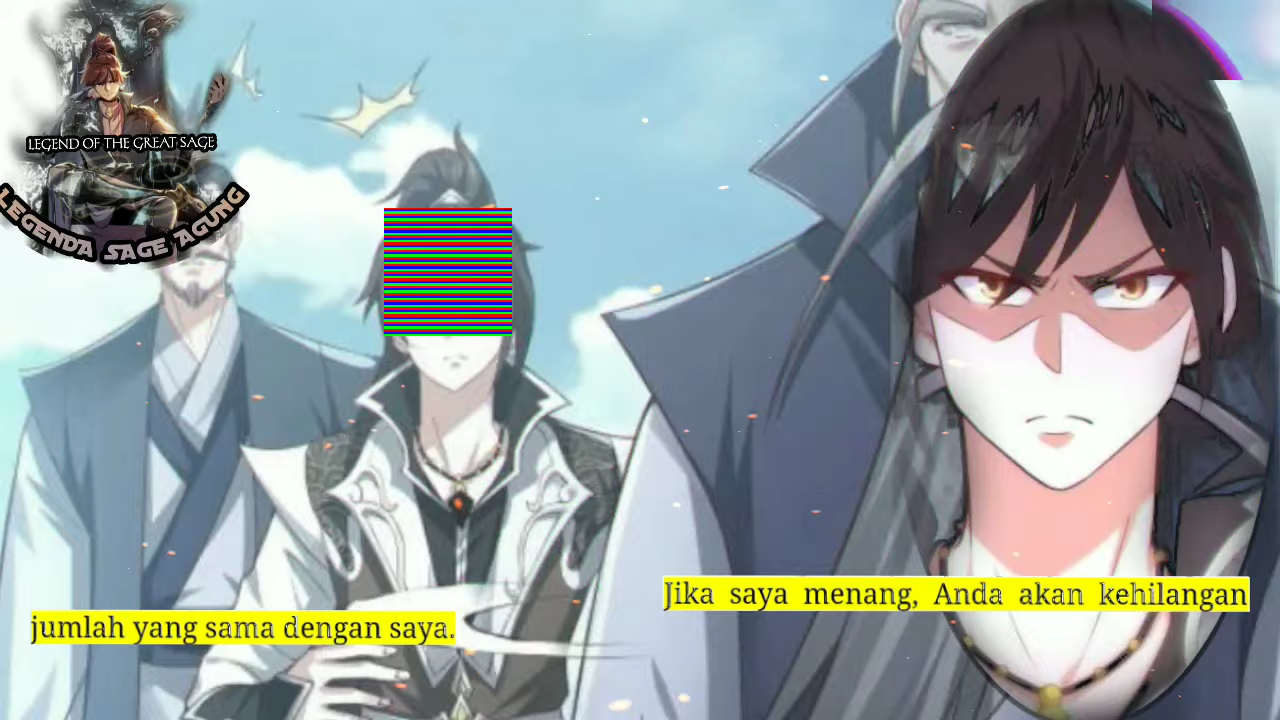 LEGEND OF THE GREAT SAGE
LEGENDA SAGE AGUNG
Jika saya menang, Anda akan kehilangan
jumlah yang sama dengan saya.